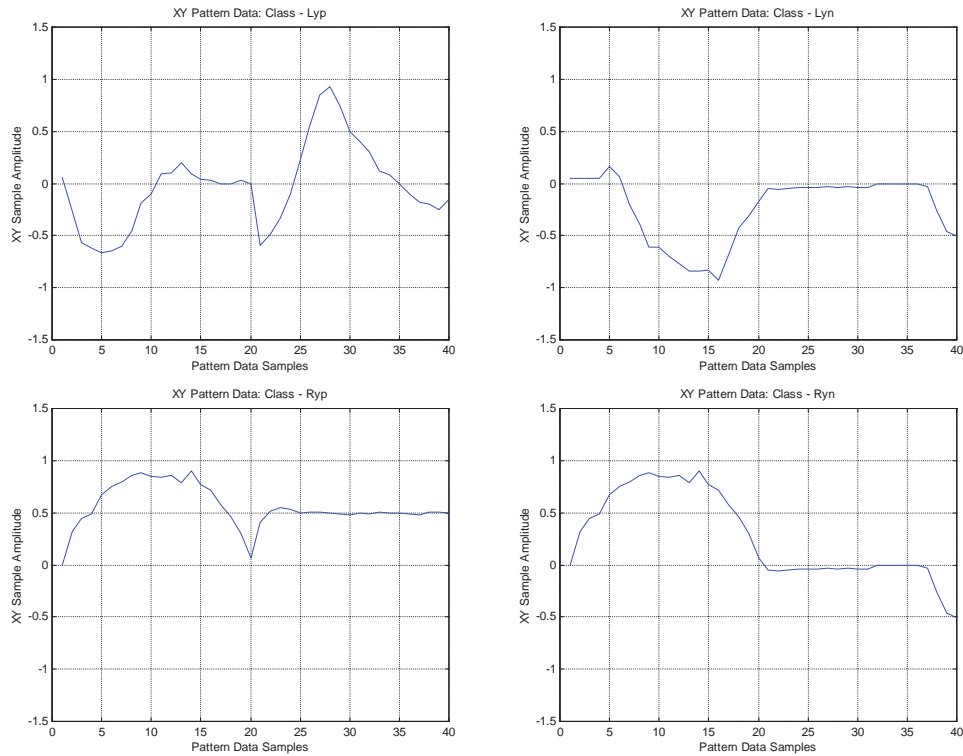 XY Pattern Data: Class - Lyp
1.5
1
0.5
0
-0.5
-1
-1.5
XY Sample Amplitude
0 5 10 15 20 25 30 35 40
Pattern Data Samples
XY Pattern Data: Class - Lyn
1.5
1
0.5
0
-0.5
-1
-1.5
XY Sample Amplitude
0 5 10 15 20 25 30 35 40
Pattern Data Samples
XY Pattern Data: Class - Ryp
1.5
1
0.5
0
-0.5
-1
-1.5
XY Sample Amplitude
0 5 10 15 20 25 30 35 40
Pattern Data Samples
XY Pattern Data: Class - Ryn
1.5
1
0.5
0
-0.5
-1
-1.5
XY Sample Amplitude
0 5 10 15 20 25 30 35 40
Pattern Data Samples